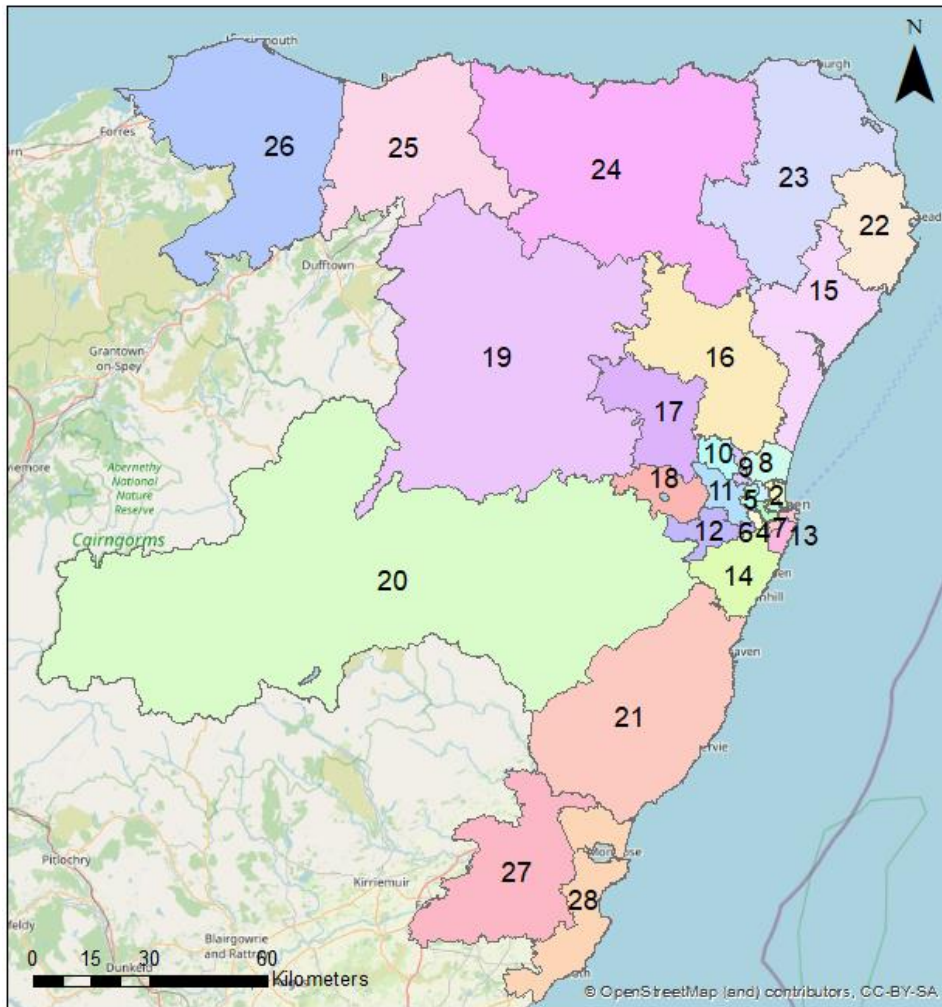 N
26
25
24
23
22
Forres
15
Dufftown
19
16
Grantown
on-Spey
17
10
9
8
18
11
5
2
Abernethy
National
Nature
Reserve
12
6
4
7
13
Cairngorms
20
14
21
27
28
Pitlochry
Kirriemuir
Blairgowrie
and Rattr
Dunkeld
0 15 30 60
Kilometers
© OpenStreetMap (and) contributors, CC-BY-SA